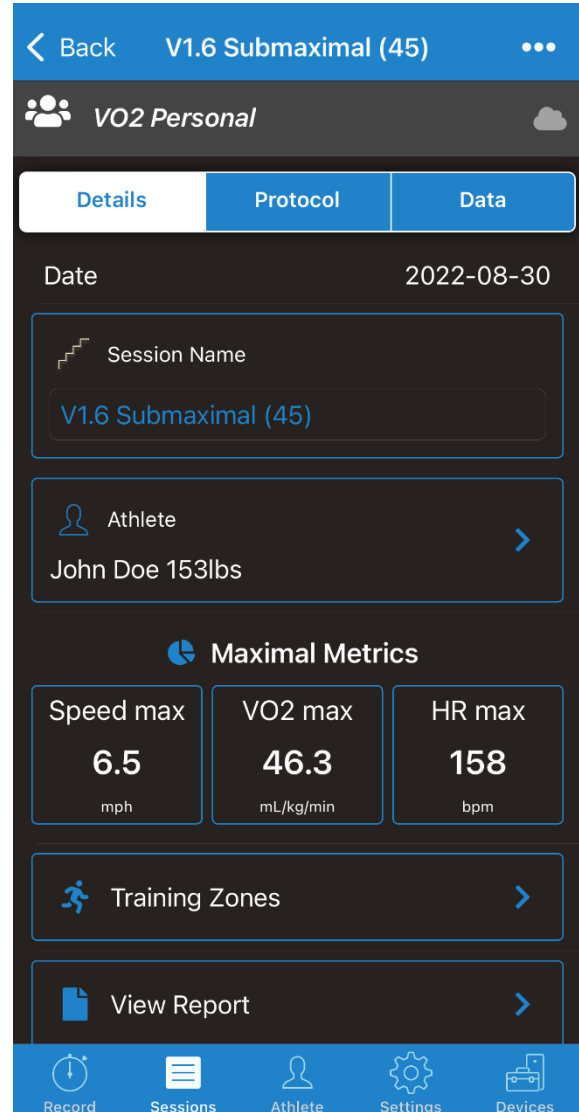 Back V1.6 Submaximal (45)
VO2 Personal
Details Protocol Data
Date 2022-08-30
Session Name
V1.6 Submaximal (45)
Athlete
John Doe 153lbs
Maximal Metrics
Speed max VO2 max HR max
6.5 46.3 158
mph mL/kg/min bpm
Training Zones
View Report
Record Sessions Athlete Settings Devices